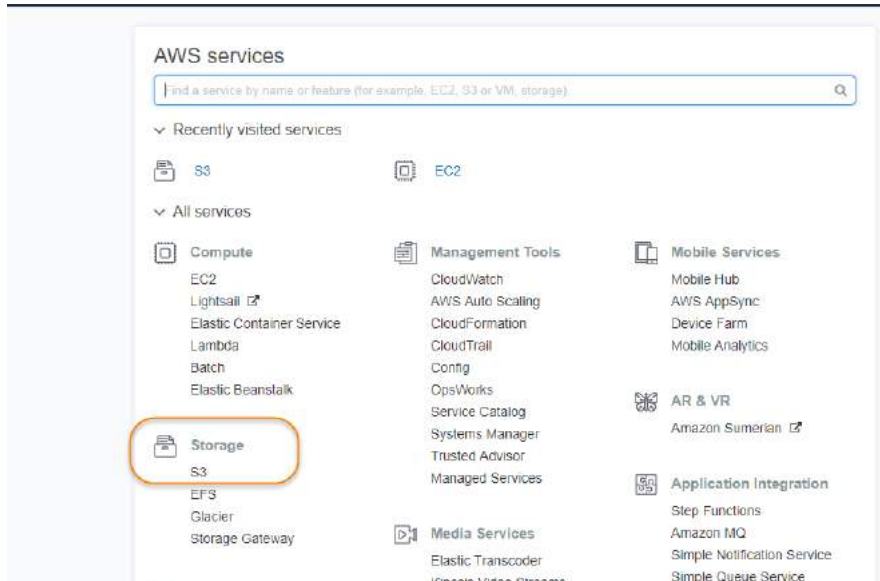 AWS services
Find a service by name or feature (for example, EC2, S3 or VM, storage).
Recently visited services
S3
EC2
All services
Compute
EC2
Lightsail
Elastic Container Service
Lambda
Batch
Elastic Beanstalk
Storage
S3
EFS
Glacier
Storage Gateway
Management Tools
CloudWatch
AWS Auto Scaling
CloudFormation
CloudTrail
Config
OpsWorks
Service Catalog
Systems Manager
Trusted Advisor
Managed Services
Media Services
Elastic Transcoder
Kinesis Video Streams
Mobile Services
Mobile Hub
AWS AppSync
Device Farm
Mobile Analytics
AR & VR
Amazon Sumerian
Application Integration
Step Functions
Amazon MQ
Simple Notification Service
Simple Queue Service